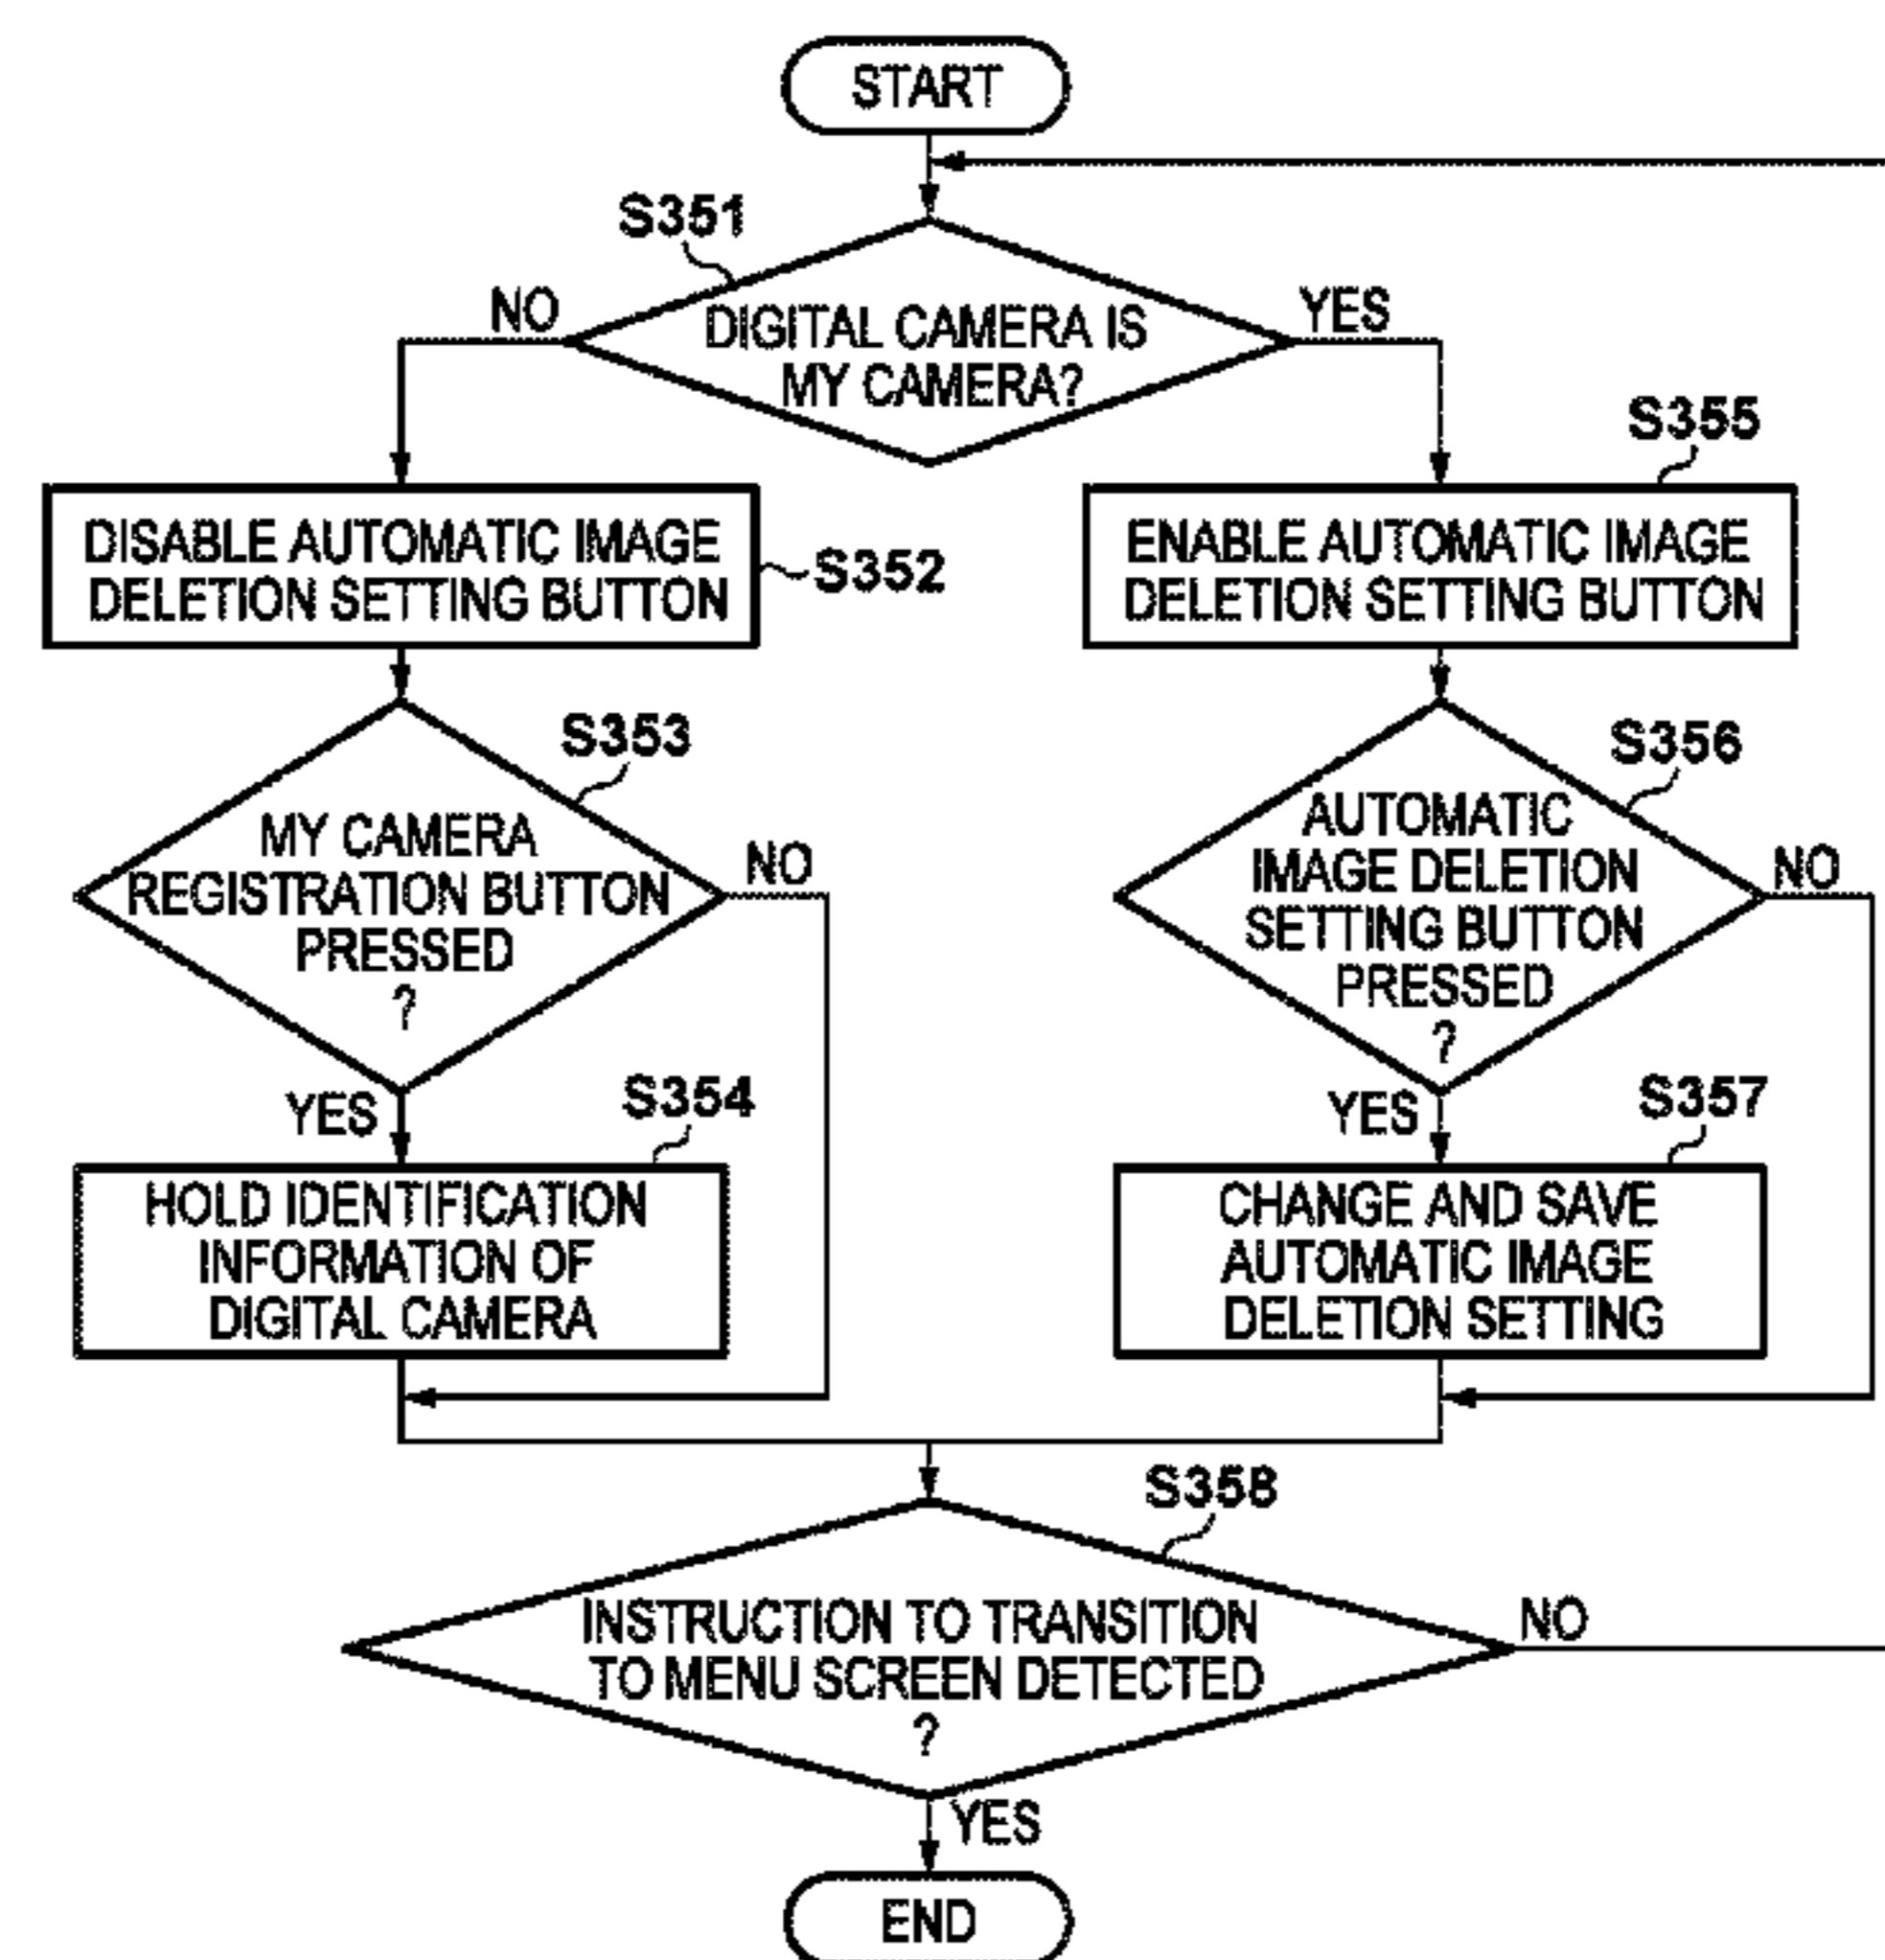 START
S351
NO
YES
DIGITAL CAMERA IS
MY CAMERA?
S355
DISABLE AUTOMATIC IMAGE
DELETION SETTING BUTTON
S352
ENABLE AUTOMATIC IMAGE
DELETION SETTING BUTTON
S353
MY CAMERA
REGISTRATION BUTTON
PRESSED
?
NO
YES
S356
AUTOMATIC
IMAGE DELETION
SETTING BUTTON
PRESSED
?
NO
YES
S354
HOLD IDENTIFICATION
INFORMATION OF
DIGITAL CAMERA
S357
CHANGE AND SAVE
AUTOMATIC IMAGE
DELETION SETTING
S358
INSTRUCTION TO TRANSITION
TO MENU SCREEN DETECTED
?
NO
YES
END